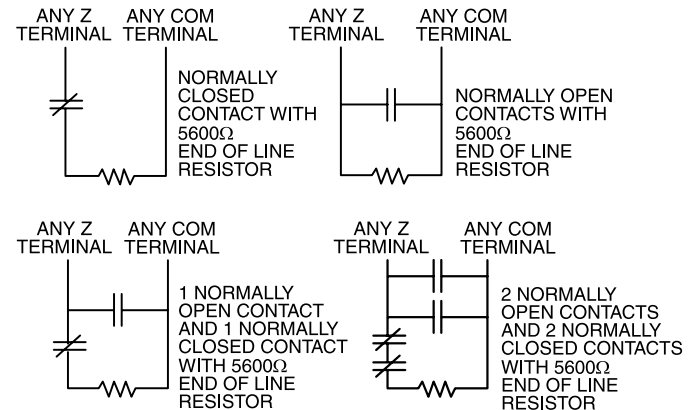 ANY Z
TERMINAL
ANY COM
TERMINAL
NORMALLY
CLOSED
CONTACT WITH
5600Ω
END OF LINE
RESISTOR
ANY Z
TERMINAL
ANY COM
TERMINAL
NORMALLY OPEN
CONTACTS WITH
5600Ω
END OF LINE
RESISTOR
ANY Z
TERMINAL
ANY COM
TERMINAL
1 NORMALLY
OPEN CONTACT
AND 1 NORMALLY
CLOSED CONTACT
WITH 5600Ω
END OF LINE
RESISTOR
ANY Z
TERMINAL
ANY COM
TERMINAL
2 NORMALLY
OPEN CONTACTS
AND 2 NORMALLY
CLOSED CONTACTS
WITH 5600Ω
END OF LINE
RESISTOR